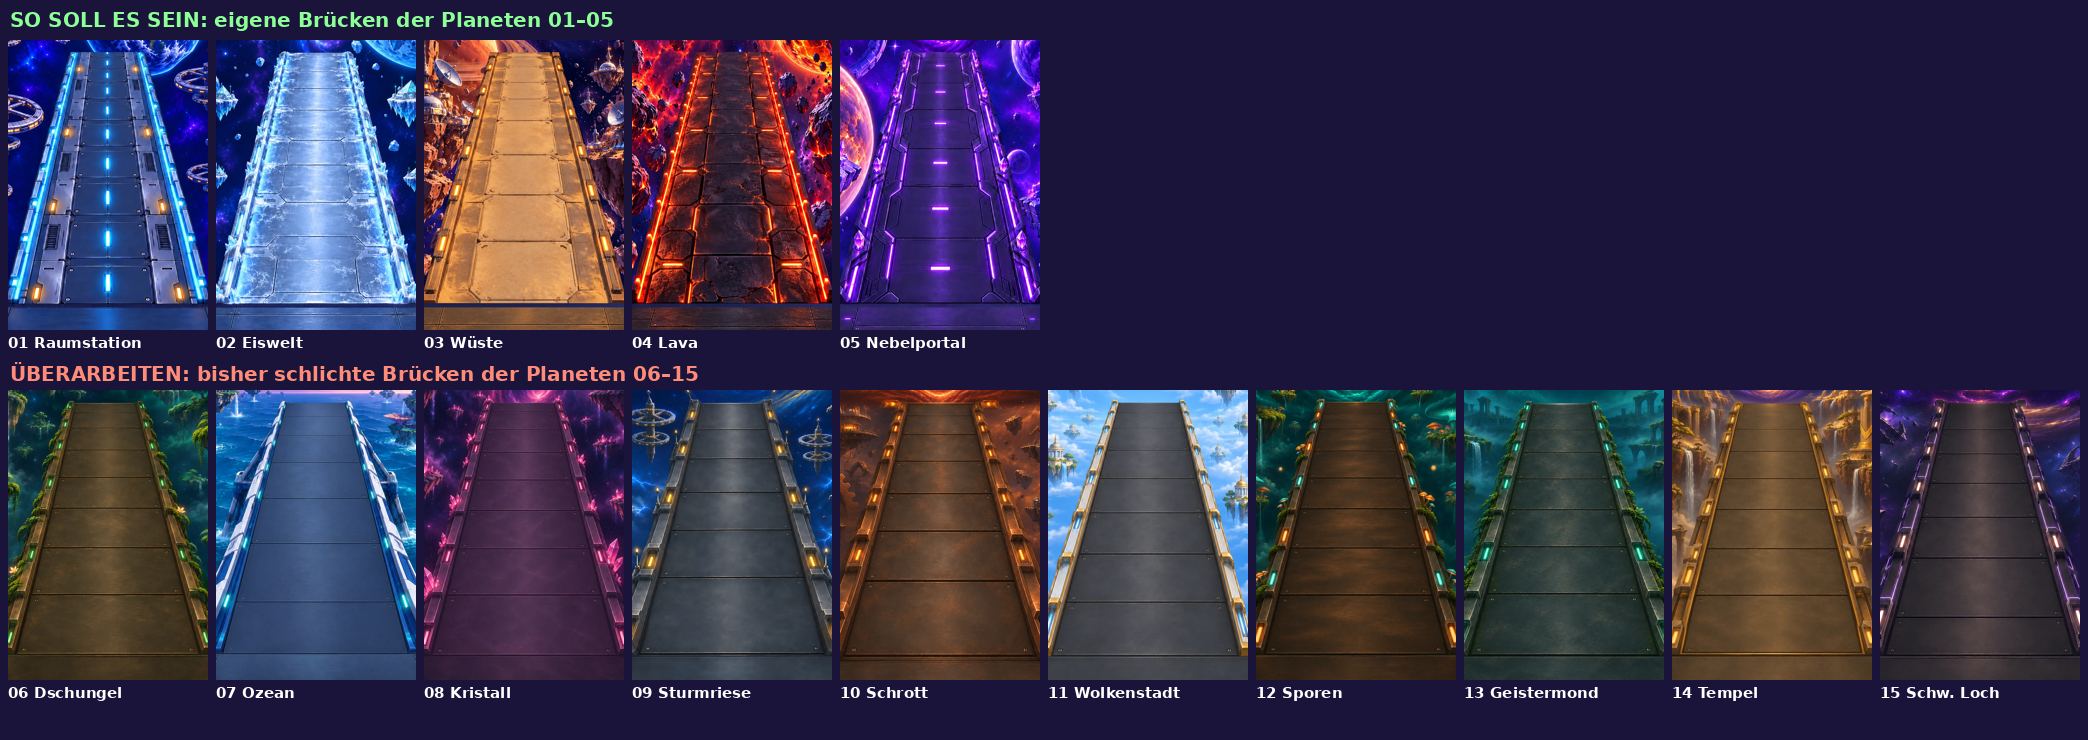 SO SOLL ES SEIN: eigene Brücken der Planeten 01–05
01 Raumstation
02 Eiswelt
03 Wüste
04 Lava
05 Nebelportal
ÜBERARBEITEN: bisher schlichte Brücken der Planeten 06–15
06 Dschungel
07 Ozean
08 Kristall
09 Sturmriese
10 Schrott
11 Wolkenstadt
12 Sporen
13 Geistermond
14 Tempel
15 Schw. Loch